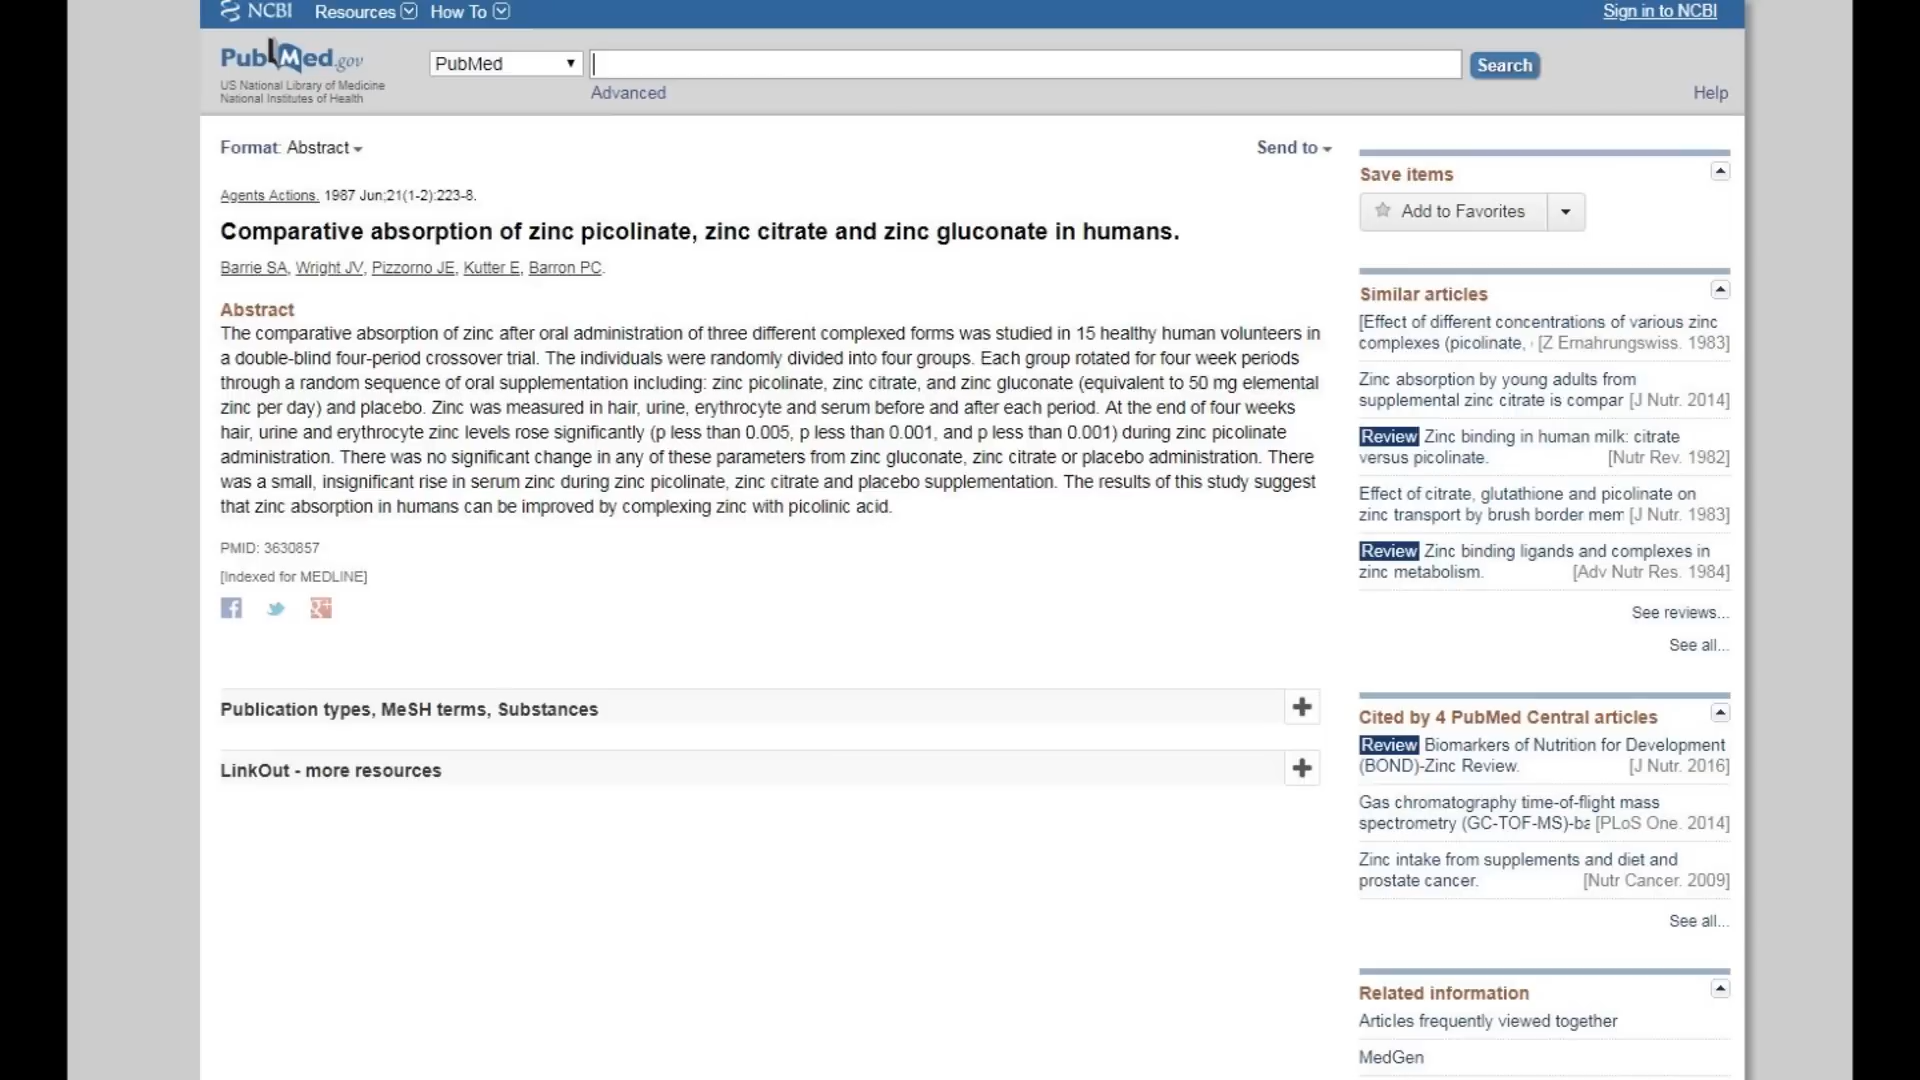 NCBI Resources How To Sign in to NCBI
PubMed.gov
US National Library of Medicine
National Institutes of Health
PubMed
Search
Advanced
Help
Format: Abstract
Send to
Agents Actions. 1987 Jun;21(1-2):223-8.
Comparative absorption of zinc picolinate, zinc citrate and zinc gluconate in humans.
Barrie SA, Wright JV, Pizzorno JE, Kutter E, Barron PC.
Abstract
The comparative absorption of zinc after oral administration of three different complexed forms was studied in 15 healthy human volunteers in
a double-blind four-period crossover trial. The individuals were randomly divided into four groups. Each group rotated for four week periods
through a random sequence of oral supplementation including: zinc picolinate, zinc citrate, and zinc gluconate (equivalent to 50 mg elemental
zinc per day) and placebo. Zinc was measured in hair, urine, erythrocyte and serum before and after each period. At the end of four weeks
hair, urine and erythrocyte zinc levels rose significantly (p less than 0.005, p less than 0.001, and p less than 0.001) during zinc picolinate
administration. There was no significant change in any of these parameters from zinc gluconate, zinc citrate or placebo administration. There
was a small, insignificant rise in serum zinc during zinc picolinate, zinc citrate and placebo supplementation. The results of this study suggest
that zinc absorption in humans can be improved by complexing zinc with picolinic acid.
PMID: 3630857
[Indexed for MEDLINE]
Publication types, MeSH terms, Substances
LinkOut - more resources
Save items
Add to Favorites
Similar articles
[Effect of different concentrations of various zinc
complexes (picolinate, [Z Ernahrungswiss. 1983]
Zinc absorption by young adults from
supplemental zinc citrate is compar [J Nutr. 2014]
Review Zinc binding in human milk: citrate
versus picolinate. [Nutr Rev. 1982]
Effect of citrate, glutathione and picolinate on
zinc transport by brush border mem [J Nutr. 1983]
Review Zinc binding ligands and complexes in
zinc metabolism. [Adv Nutr Res. 1984]
See reviews...
See all...
Cited by 4 PubMed Central articles
Review Biomarkers of Nutrition for Development
(BOND)-Zinc Review. [J Nutr. 2016]
Gas chromatography time-of-flight mass
spectrometry (GC-TOF-MS)-ba [PLoS One. 2014]
Zinc intake from supplements and diet and
prostate cancer. [Nutr Cancer. 2009]
See all...
Related information
Articles frequently viewed together
MedGen